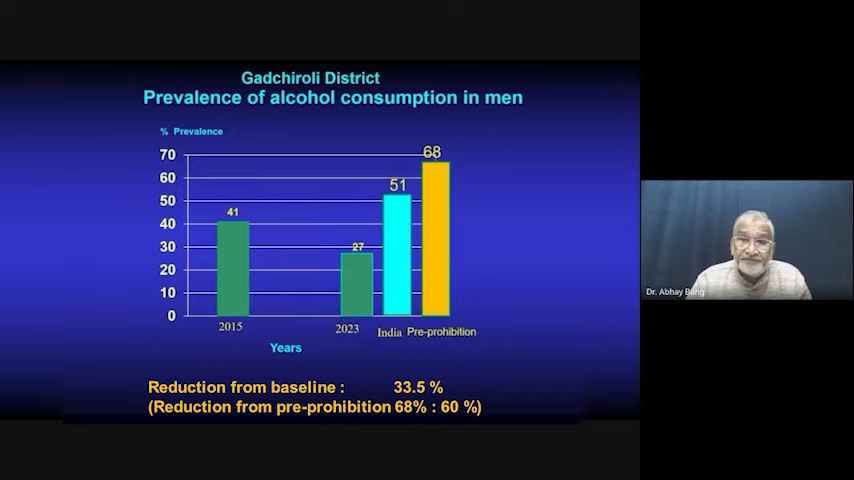 Gadchiroli District
Prevalence of alcohol consumption in men
% Prevalence
70
60
50
40
30
20
10
0
41
27
51
68
2015
2023
India
Pre-prohibition
Years
Reduction from baseline : 33.5 %
(Reduction from pre-prohibition 68% : 60 %)
Dr. Abhay Bang